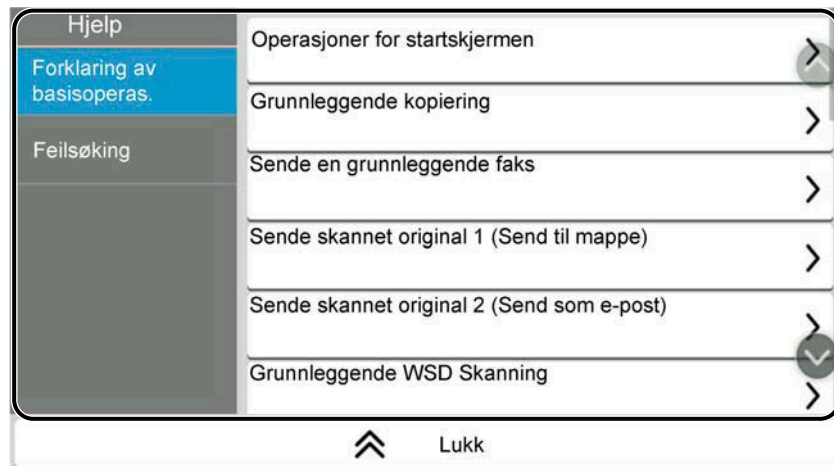 Hjelp
Forklaring av
basisoperas.
Feilsøking
Operasjoner for startskjermen
Grunnleggende kopiering
Sende en grunnleggende faks
Sende skannet original 1 (Send til mappe)
Sende skannet original 2 (Send som e-post)
Grunnleggende WSD Skanning
Lukk